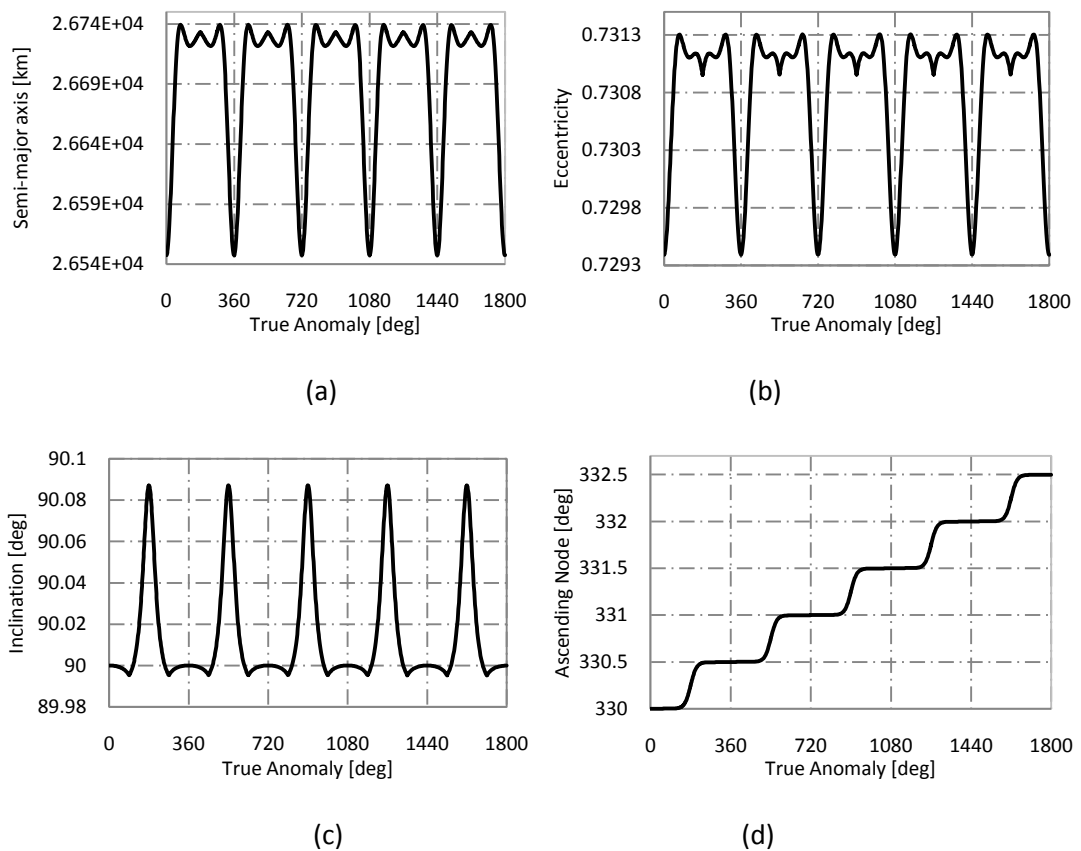 2.674E+04
2.669E+04
2.664E+04
2.659E+04
2.654E+04
Semi-major axis [km]
0 360 720 1080 1440 1800
True Anomaly [deg]
(a)
0.7313
0.7308
0.7303
0.7298
0.7293
Eccentricity
0 360 720 1080 1440 1800
True Anomaly [deg]
(b)
90.1
90.08
90.06
90.04
90.02
90
89.98
Inclination [deg]
0 360 720 1080 1440 1800
True Anomaly [deg]
(c)
332.5
332
331.5
331
330.5
330
Ascending Node [deg]
0 360 720 1080 1440 1800
True Anomaly [deg]
(d)